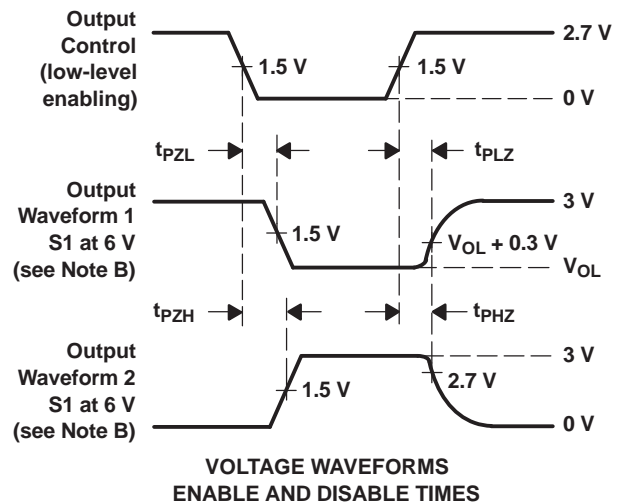 Output
Control
(low-level
enabling)
2.7 V
1.5 V
1.5 V
0 V
tPZL
tPLZ
Output
Waveform 1
S1 at 6 V
(see Note B)
3 V
1.5 V
VOL + 0.3 V
VOL
tPZH
tPHZ
Output
Waveform 2
S1 at 6 V
(see Note B)
3 V
1.5 V
2.7 V
0 V
VOLTAGE WAVEFORMS
ENABLE AND DISABLE TIMES